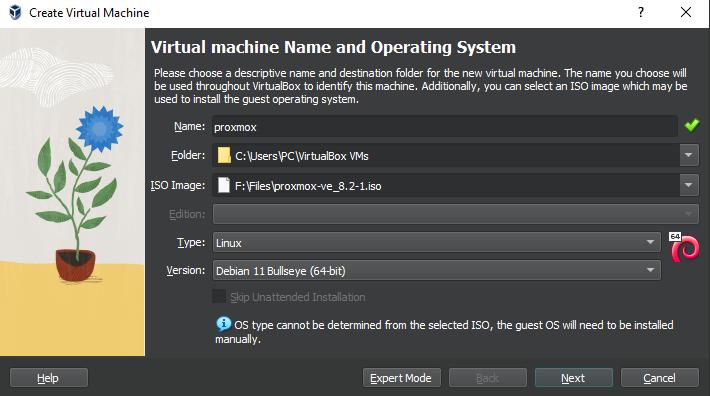 Create Virtual Machine
?
Virtual machine Name and Operating System
Please choose a descriptive name and destination folder for the new virtual machine. The name you choose will
be used throughout VirtualBox to identify this machine. Additionally, you can select an ISO image which may be
used to install the guest operating system.
Name: proxmox
Folder: C:\Users\PC\VirtualBox VMs
ISO Image: F:\Files\proxmox-ve_8.2-1.iso
Edition:
Type: Linux
64
Version: Debian 11 Bullseye (64-bit)
Skip Unattended Installation
OS type cannot be determined from the selected ISO, the guest OS will need to be installed
manually.
Help Expert Mode Back Next Cancel